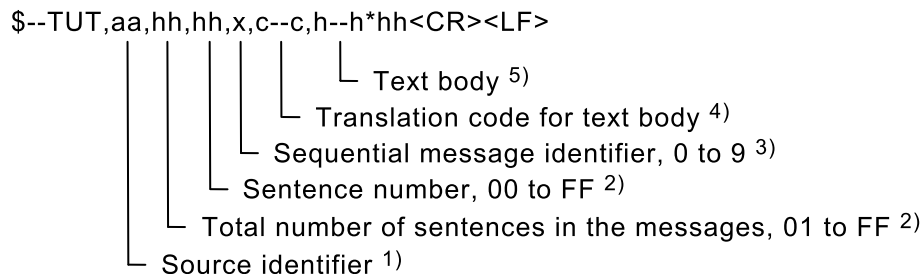 $--TUT,aa,hh,hh,x,c--c,h--h*hh<CR><LF>
Text body 5)
Translation code for text body 4)
Sequential message identifier, 0 to 9 3)
Sentence number, 00 to FF 2)
Total number of sentences in the messages, 01 to FF 2)
Source identifier 1)